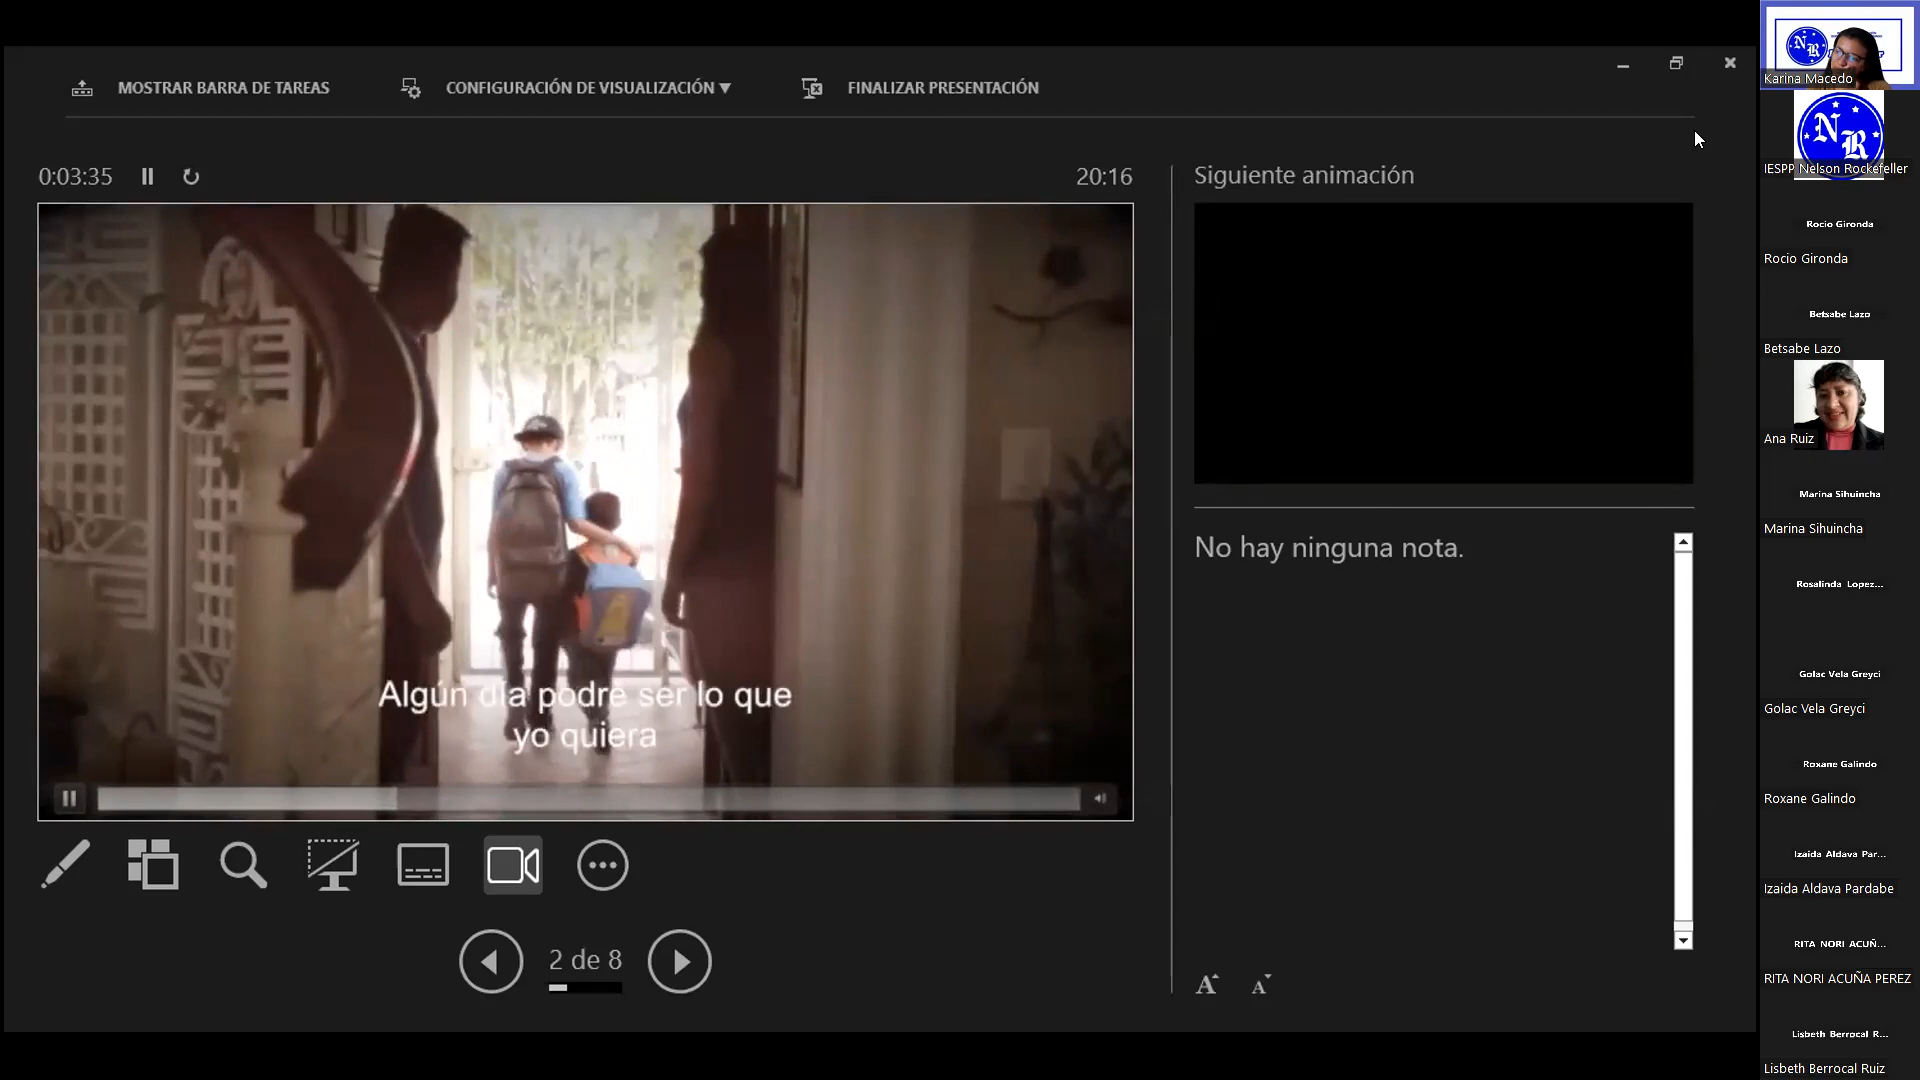 MOSTRAR BARRA DE TAREAS
CONFIGURACIÓN DE VISUALIZACIÓN ▼
FINALIZAR PRESENTACIÓN
0:03:35
20:16
Siguiente animación
Algún día podré ser lo que
yo quiera
No hay ninguna nota.
2 de 8
A
A
NR
Karina Macedo
NR
IESPP Nelson Rockefeller
Rocio Gironda
Rocio Gironda
Betsabe Lazo
Betsabe Lazo
Ana Ruiz
Marina Sihuincha
Marina Sihuincha
Rosalinda Lopez...
Golac Vela Greyci
Golac Vela Greyci
Roxane Galindo
Roxane Galindo
Izaida Aldava Par...
Izaida Aldava Pardabe
RITA NORI ACUÑ...
RITA NORI ACUÑA PEREZ
Lisbeth Berrocal R...
Lisbeth Berrocal Ruiz